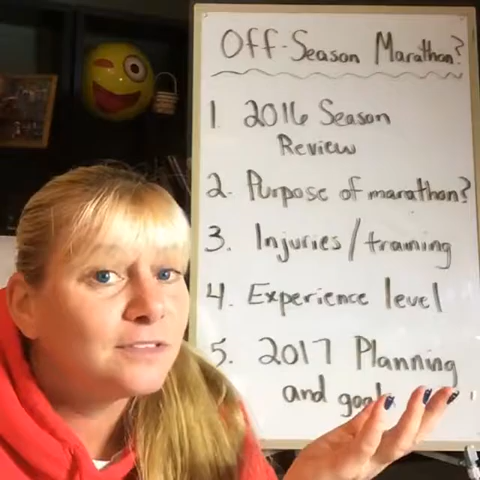 Off-Season Marathon?
1. 2016 Season
Review
2. Purpose of marathon?
3. Injuries/training
4. Experience level
5. 2017 Planning
and